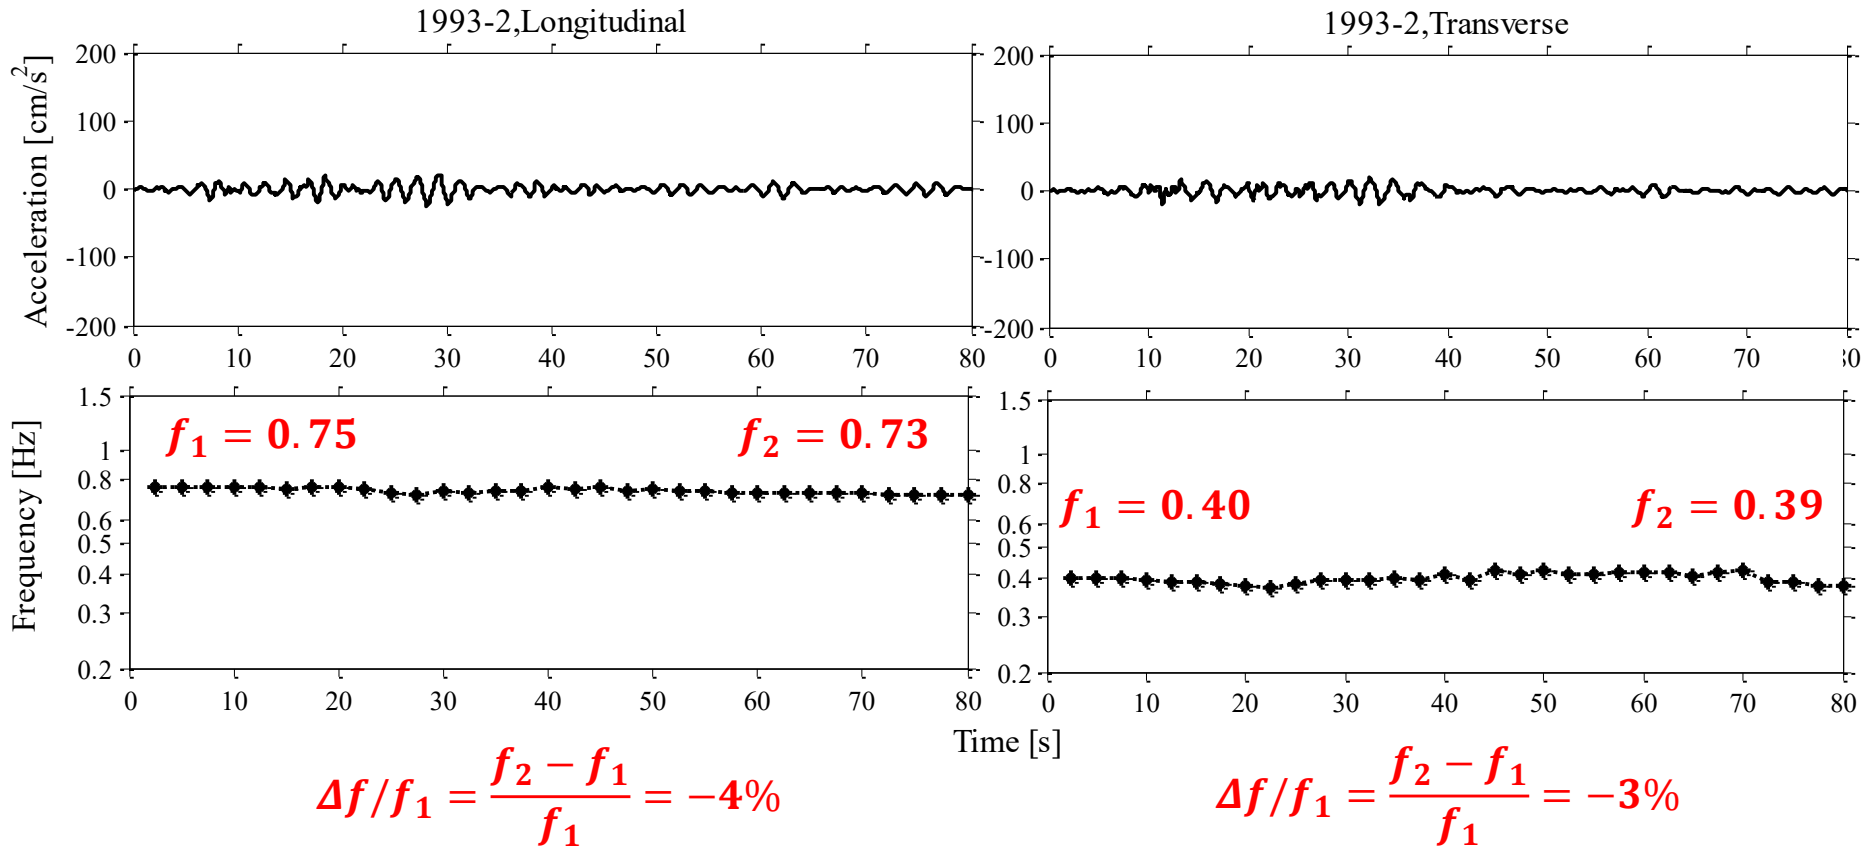 1993-2,Longitudinal
1993-2,Transverse
Acceleration [cm/s²]
200
100
0
-100
-200
0 10 20 30 40 50 60 70 80
200
100
0
-100
-200
0 10 20 30 40 50 60 70 :0
Frequency [Hz]
1.5
1
0.8
0.6
0.5
0.4
0.3
0.2
f₁ = 0.75
f₂ = 0.73
0 10 20 30 40 50 60 70 80
1.5
1
0.8
0.6
0.5
0.4
0.3
0.2
f₁ = 0.40
f₂ = 0.39
0 10 20 30 40 50 60 70 80
Time [s]
Δf/f₁ = (f₂ − f₁)/f₁ = −4%
Δf/f₁ = (f₂ − f₁)/f₁ = −3%